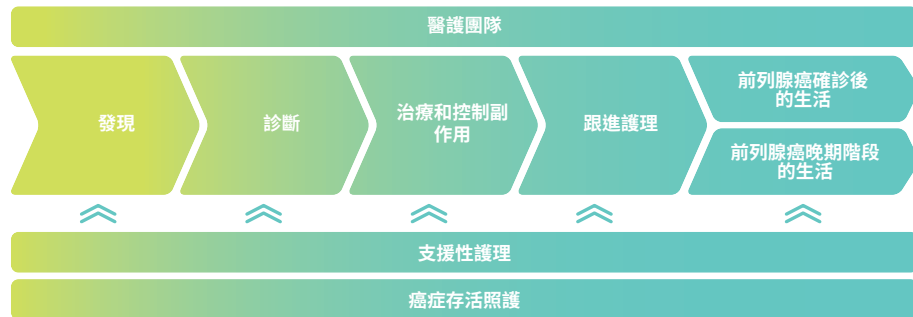 醫護團隊
發現
診斷
治療和控制副
作用
跟進護理
前列腺癌確診後
的生活
前列腺癌晚期階段
的生活
支援性護理
癌症存活照護